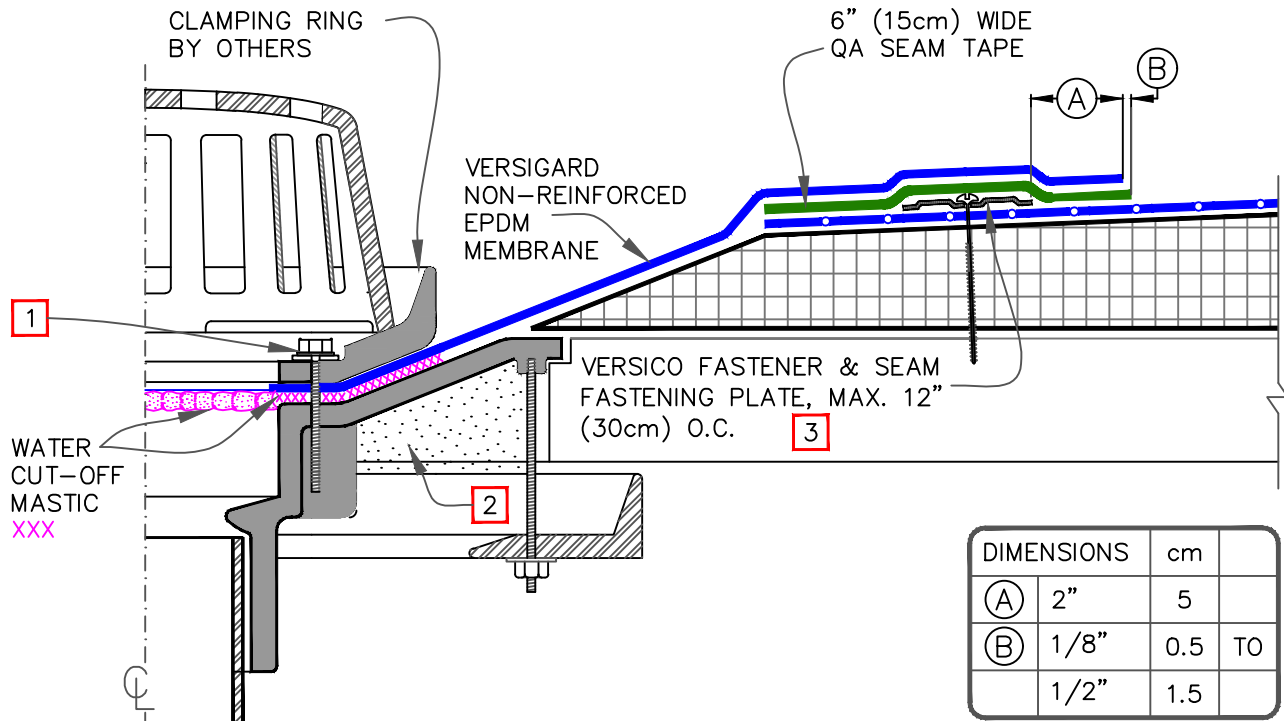 CLAMPING RING
BY OTHERS
6” (15cm) WIDE
QA SEAM TAPE
B
A
VERSIGARD
NON–REINFORCED
EPDM
MEMBRANE
1
VERSICO FASTENER & SEAM
FASTENING PLATE, MAX. 12”
(30cm) O.C.
3
WATER
CUT–OFF
MASTIC
XXX
2
DIMENSIONS cm
A 2” 5
B 1/8” 0.5 TO
1/2” 1.5
℄